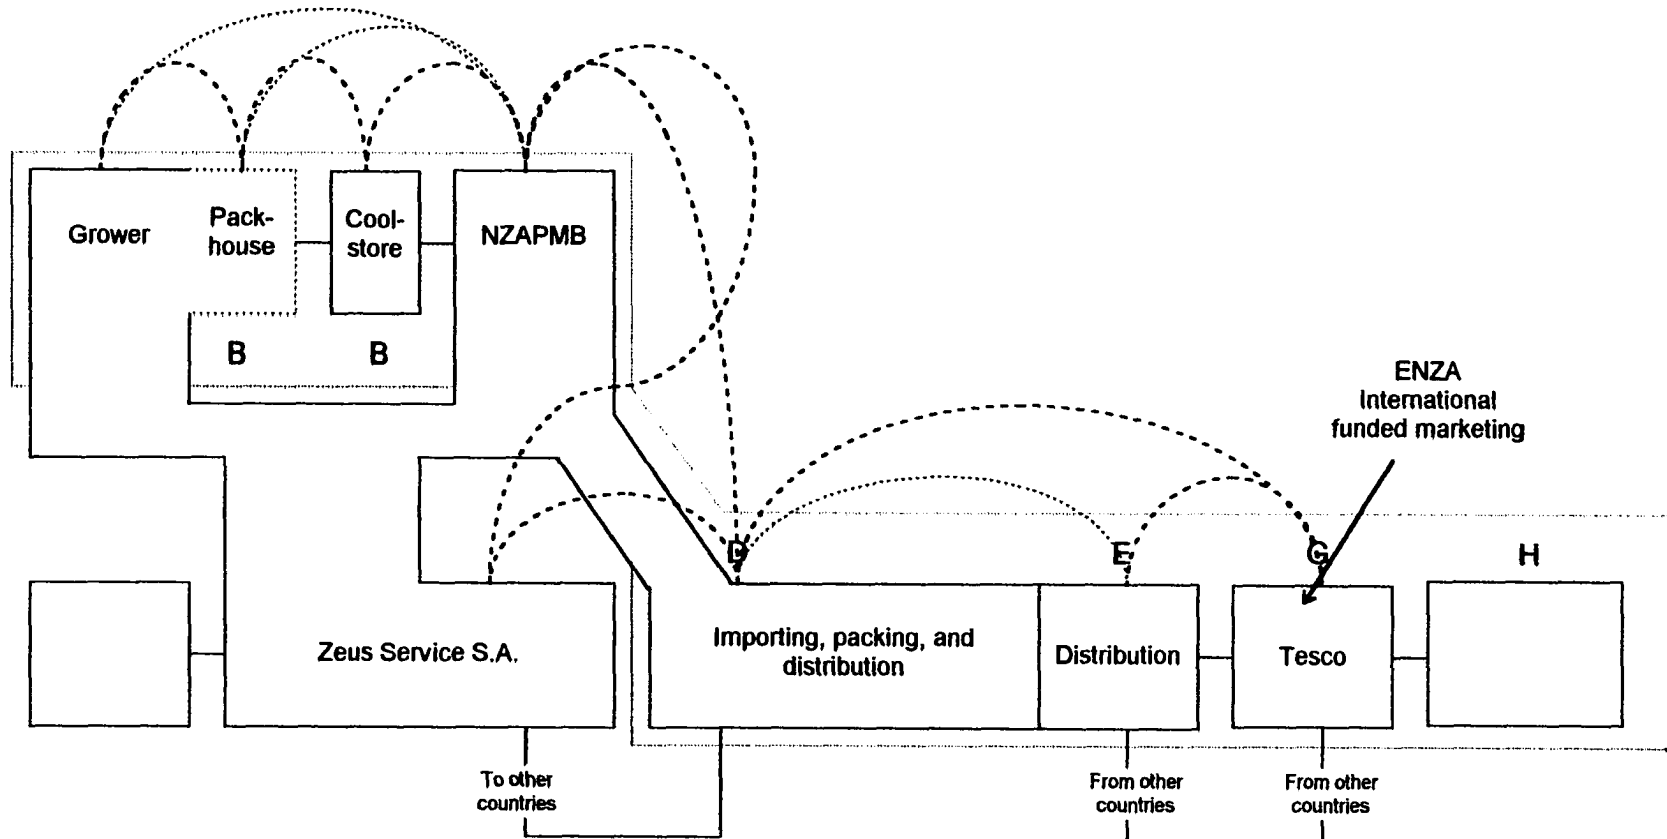 Grower
Pack-
house
Cool-
store
NZAPMB
B
B
ENZA
International
funded marketing
D
E
G
H
Zeus Service S.A.
Importing, packing, and
distribution
Distribution
Tesco
To other
countries
From other
countries
From other
countries